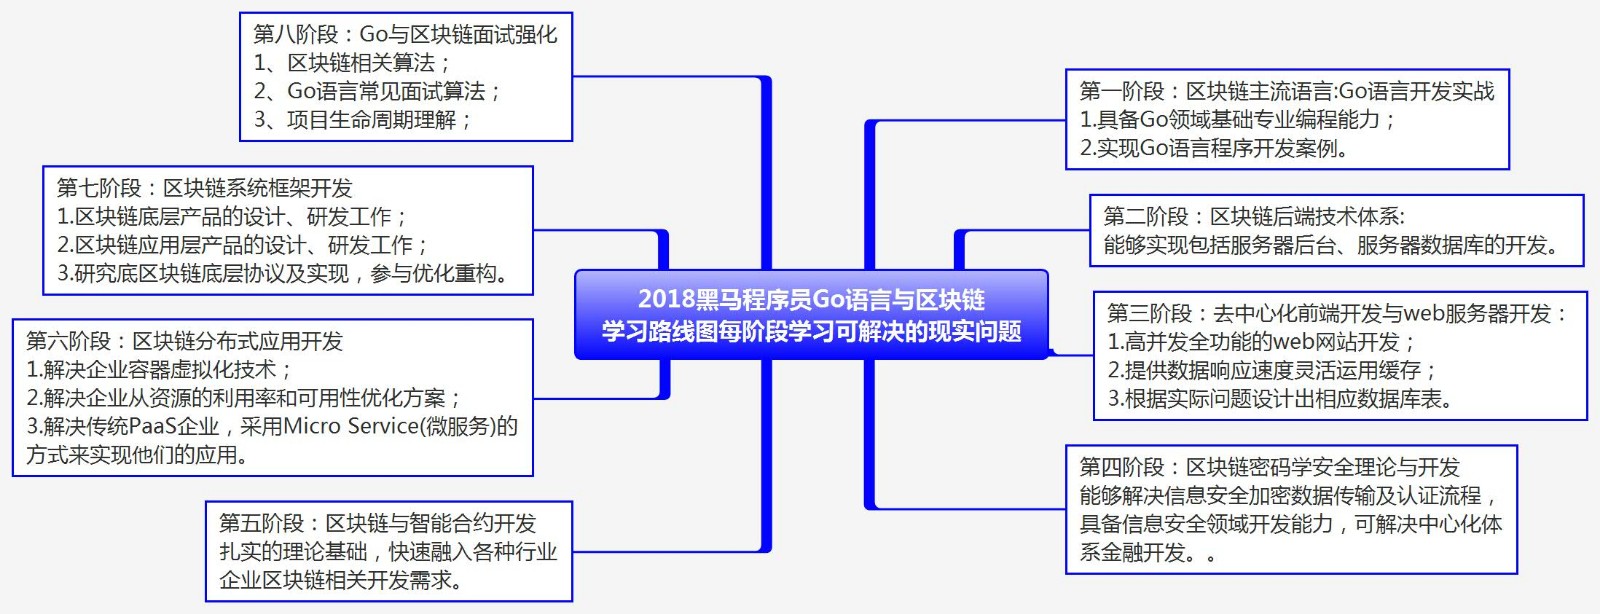 2018黑马程序员Go语言与区块链
学习路线图每阶段学习可解决的现实问题
第一阶段：区块链主流语言:Go语言开发实战
1.具备Go领域基础专业编程能力；
2.实现Go语言程序开发案例。
第二阶段：区块链后端技术体系:
能够实现包括服务器后台、服务器数据库的开发。
第三阶段：去中心化前端开发与web服务器开发：
1.高并发全功能的web网站开发；
2.提供数据响应速度灵活运用缓存；
3.根据实际问题设计出相应数据库表。
第四阶段：区块链密码学安全理论与开发
能够解决信息安全加密数据传输及认证流程，
具备信息安全领域开发能力，可解决中心化体
系金融开发。。
第五阶段：区块链与智能合约开发
扎实的理论基础，快速融入各种行业
企业区块链相关开发需求。
第六阶段：区块链分布式应用开发
1.解决企业容器虚拟化技术；
2.解决企业从资源的利用率和可用性优化方案；
3.解决传统PaaS企业，采用Micro Service(微服务)的
方式来实现他们的应用。
第七阶段：区块链系统框架开发
1.区块链底层产品的设计、研发工作；
2.区块链应用层产品的设计、研发工作；
3.研究底区块链底层协议及实现，参与优化重构。
第八阶段：Go与区块链面试强化
1、区块链相关算法；
2、Go语言常见面试算法；
3、项目生命周期理解；